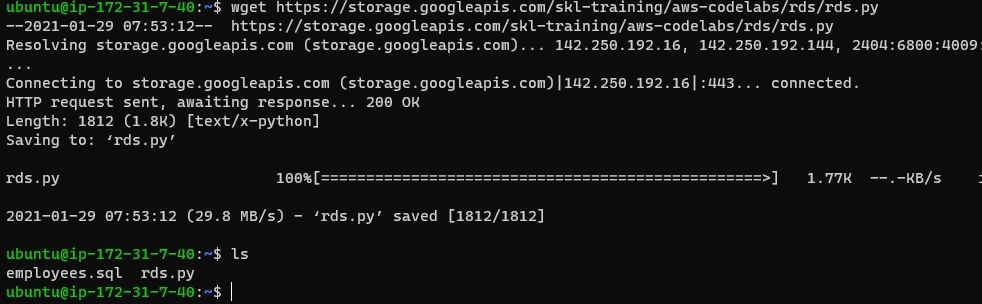 ubuntu@ip-172-31-7-40:~$ wget https://storage.googleapis.com/skl-training/aws-codelabs/rds/rds.py
--2021-01-29 07:53:12-- https://storage.googleapis.com/skl-training/aws-codelabs/rds/rds.py
Resolving storage.googleapis.com (storage.googleapis.com)... 142.250.192.16, 142.250.192.144, 2404:6800:4009:
...
Connecting to storage.googleapis.com (storage.googleapis.com)|142.250.192.16|:443... connected.
HTTP request sent, awaiting response... 200 OK
Length: 1812 (1.8K) [text/x-python]
Saving to: ‘rds.py’
rds.py 100%[=================================================>] 1.77K --.-KB/s i
2021-01-29 07:53:12 (29.8 MB/s) - ‘rds.py’ saved [1812/1812]
ubuntu@ip-172-31-7-40:~$ ls
employees.sql rds.py
ubuntu@ip-172-31-7-40:~$